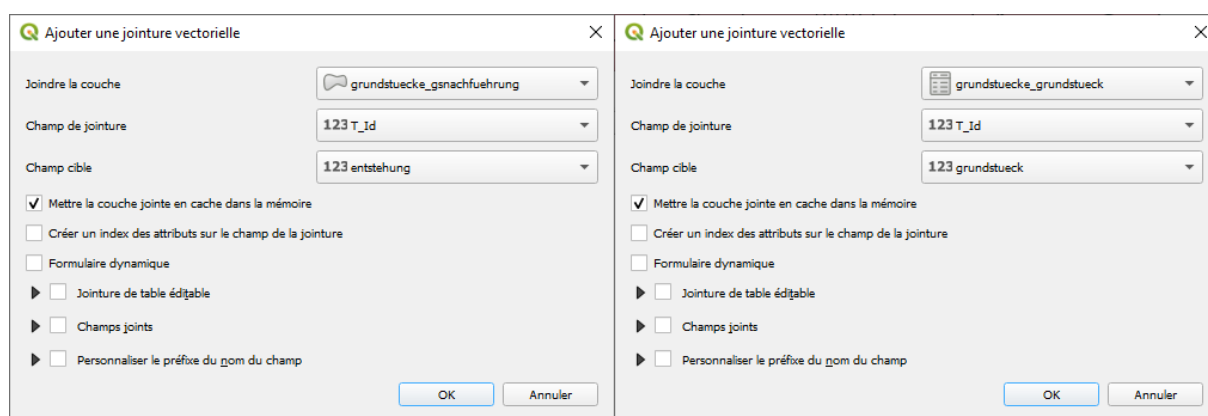 Ajouter une jointure vectorielle
Joindre la couche
grundstuecke_gsnachfuehrung
Champ de jointure
123 T_Id
Champ cible
123 entstehung
Mettre la couche jointe en cache dans la mémoire
Créer un index des attributs sur le champ de la jointure
Formulaire dynamique
Jointure de table éditable
Champs joints
Personnaliser le préfixe du nom du champ
OK
Annuler
Ajouter une jointure vectorielle
Joindre la couche
grundstuecke_grundstueck
Champ de jointure
123 T_Id
Champ cible
123 grundstueck
Mettre la couche jointe en cache dans la mémoire
Créer un index des attributs sur le champ de la jointure
Formulaire dynamique
Jointure de table éditable
Champs joints
Personnaliser le préfixe du nom du champ
OK
Annuler